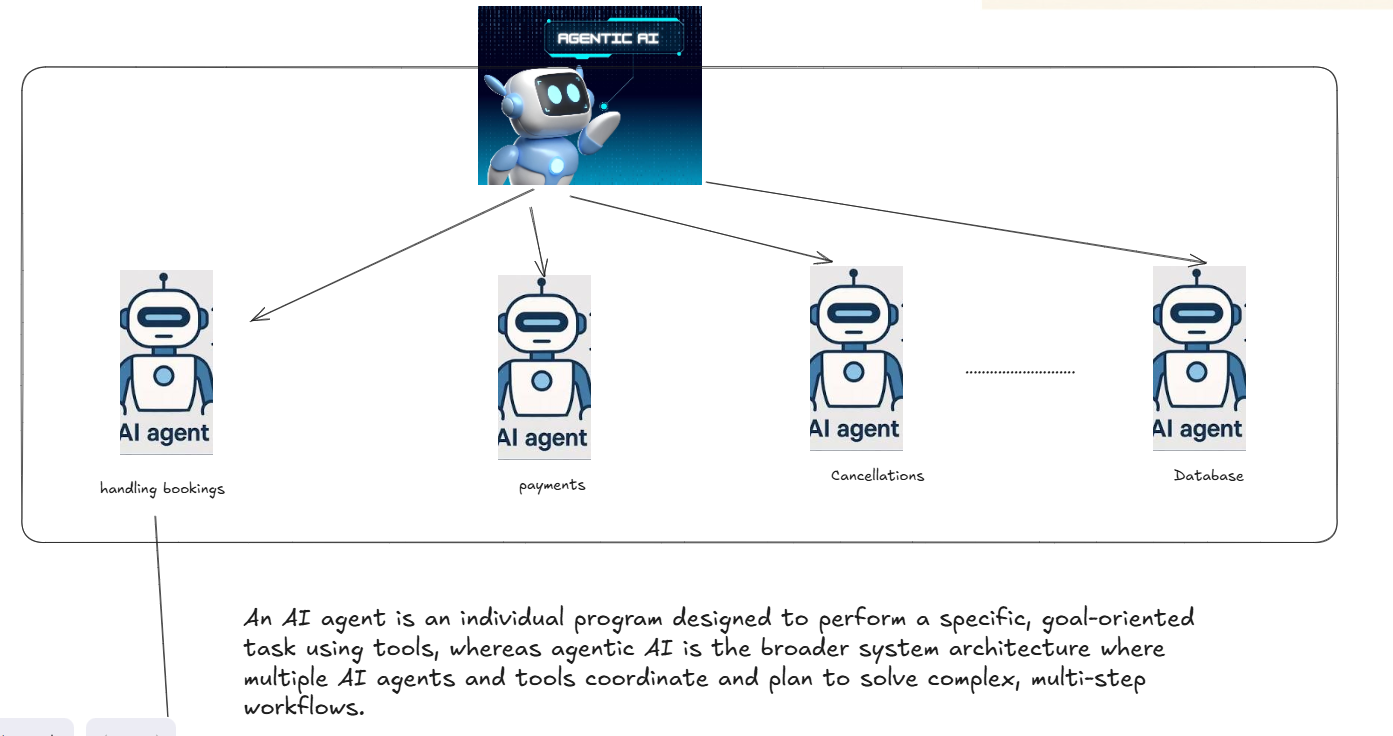 AGENTIC AI
AI agent
AI agent
AI agent
AI agent
handling bookings
payments
Cancellations
Database
An AI agent is an individual program designed to perform a specific, goal-oriented
task using tools, whereas agentic AI is the broader system architecture where
multiple AI agents and tools coordinate and plan to solve complex, multi-step
workflows.